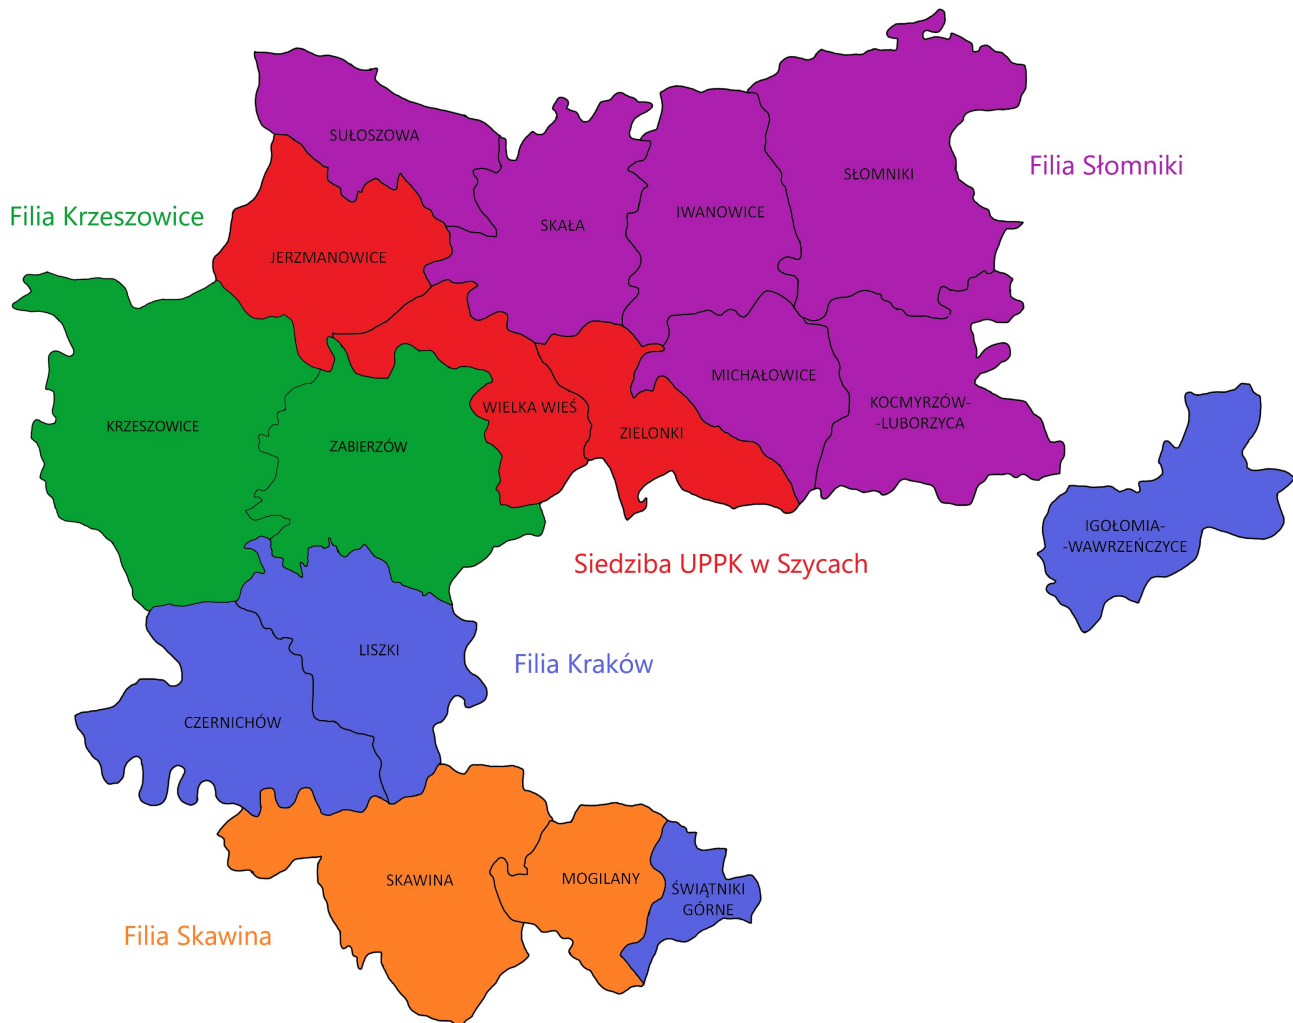 SUŁOSZOWA
SŁOMNIKI
Filia Słomniki
Filia Krzeszowice
IWANOWICE
SKAŁA
JERZMANOWICE
MICHAŁOWICE
KOCMYRZÓW-
-LUBORZYCA
WIELKA WIEŚ
KRZESZOWICE
ZABIERZÓW
ZIELONKI
IGOŁOMIA-
-WAWRZEŃCZYCE
Siedziba UPPK w Szycach
LISZKI
Filia Kraków
CZERNICHÓW
SKAWINA
MOGILANY
ŚWIĄTNIKI
GÓRNE
Filia Skawina